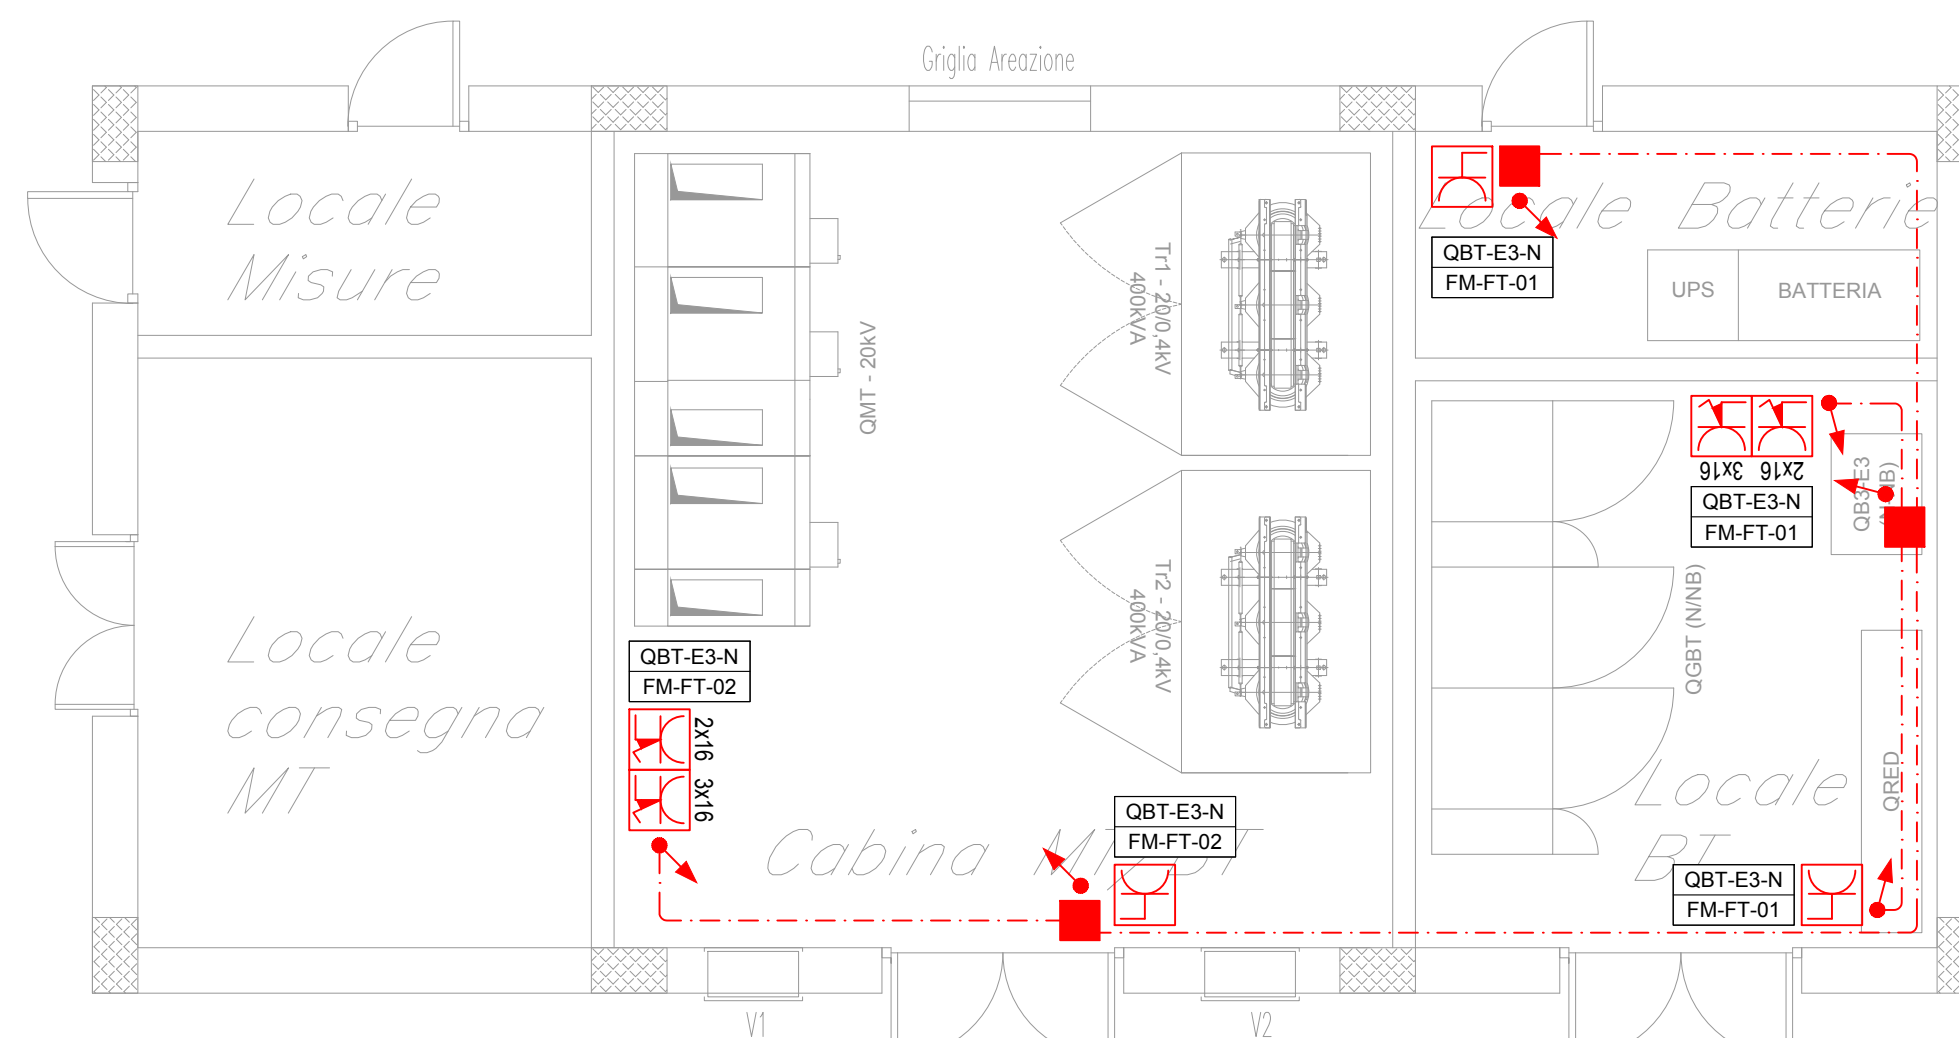 Griglia Areazione
Locale
Misure
Locale Batterie
QBT-E3-N
FM-FT-01
UPS
BATTERIA
Tr1 - 20/0,4kV
400kVA
QMT - 20kV
3x16
2x16
QBT-E3-N
FM-FT-01
QB3-E3
(N/NB)
Tr2 - 20/0,4kV
400kVA
QGBT (N/NB)
Locale
consegna
MT
QBT-E3-N
FM-FT-02
2x16
3x16
QBT-E3-N
FM-FT-02
Cabina MT/BT
QRED
Locale
BT
QBT-E3-N
FM-FT-01
V1
V2